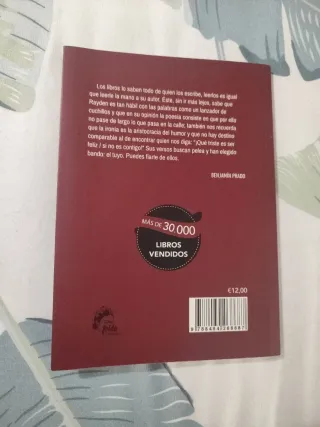 Los libros lo saben todo de quien los escribe, leerlos es igual
que leerle la mano a su autor. Éste, sin ir más lejos, sabe que
Rayden es tan hábil con las palabras como un lanzador de
cuchillos y que en su opinión la poesía consiste en que por ella
no pase de largo lo que pasa en la calle; también nos recuerda
que la ironía es la aristocracia del humor y que no hay destino
comparable al de encontrar quien nos diga: "¡Qué triste es ser
feliz / si no es contigo!" Sus versos buscan pelea y han elegido
bando: el tuyo. Puedes fiarte de ellos.
BENJAMÍN PRADO
MÁS DE 30 000
LIBROS
VENDIDOS
€12,00